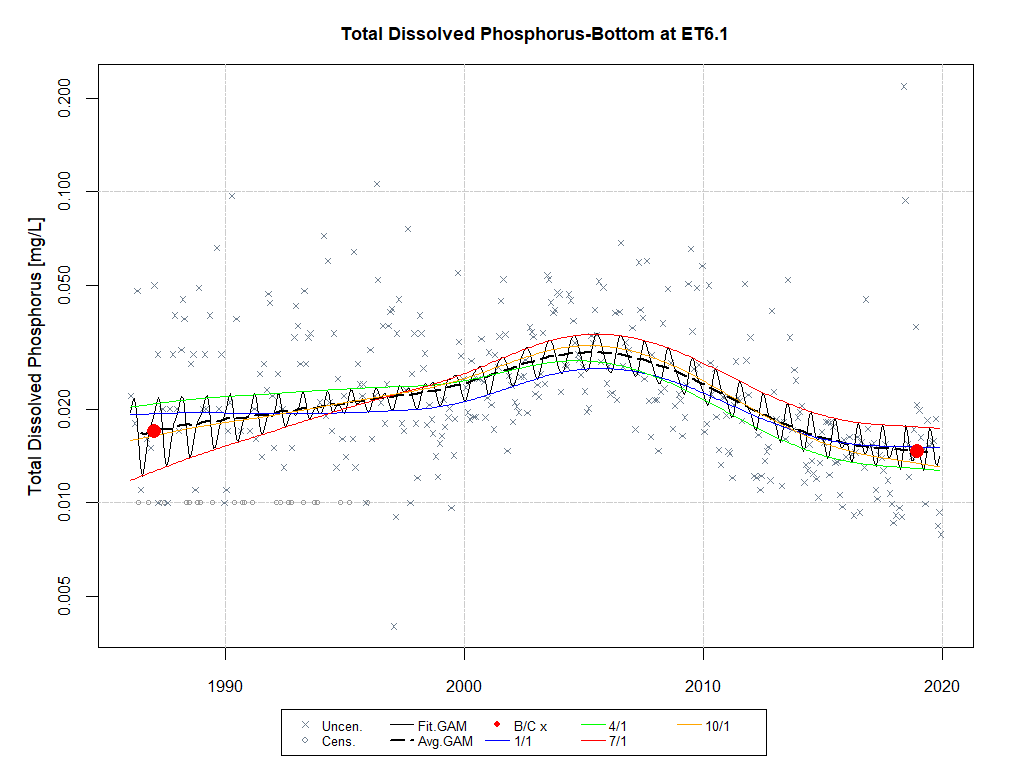 Total Dissolved Phosphorus-Bottom at ET6.1
Total Dissolved Phosphorus [mg/L]
0.200
0.100
0.050
0.020
0.010
0.005
1990 2000 2010 2020
Uncen. Fit.GAM B/C x 4/1 10/1
Cens. Avg.GAM 1/1 7/1